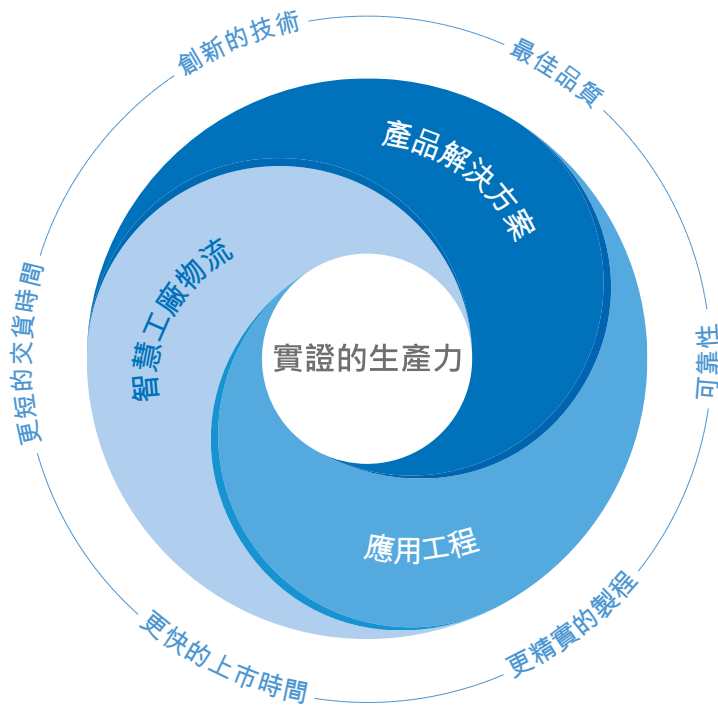 創新的技術
最佳品質
產品解決方案
智慧工廠物流
更短的交貨時間
實證的生產力
可靠性
應用工程
更快的上市時間
更精實的製程